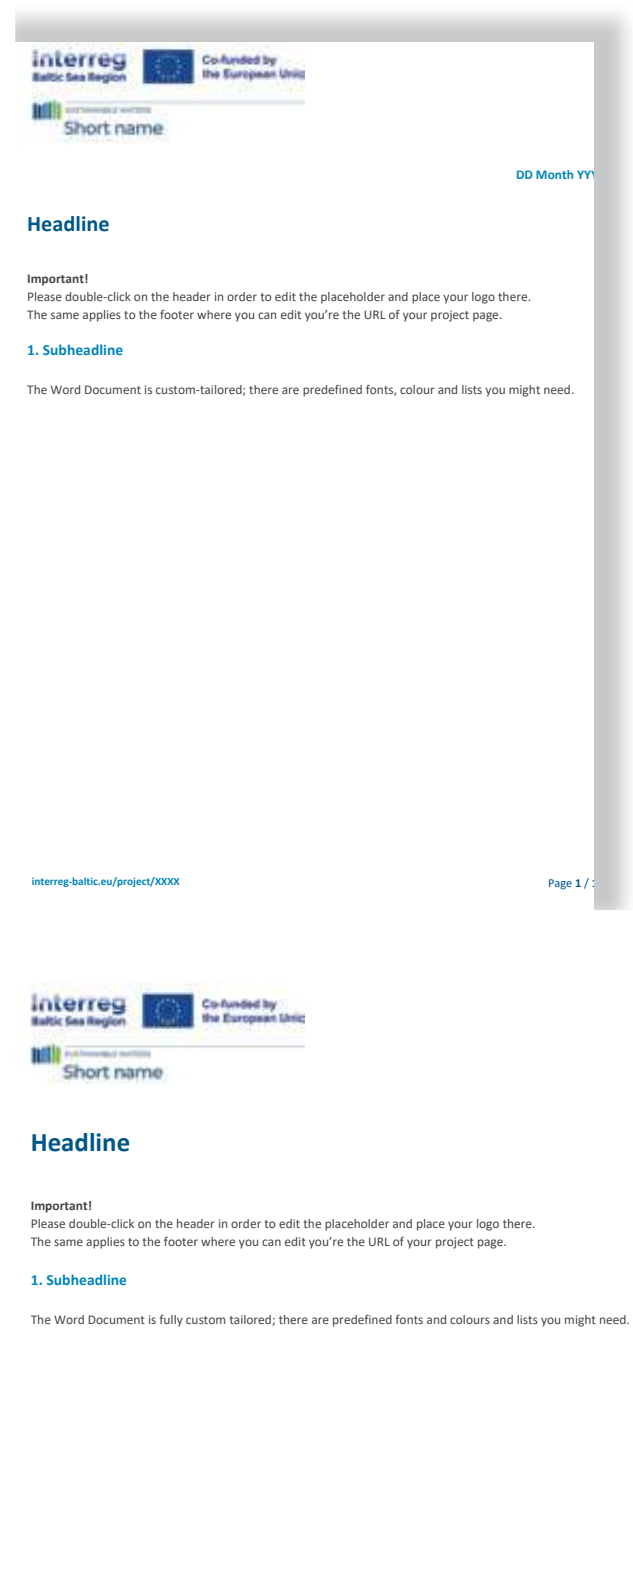 interreg
Baltic Sea Region
Co-funded by
the European Unio
SUSTAINABLE WATERS
Short name
DD Month YYY
Headline
Important!
Please double-click on the header in order to edit the placeholder and place your logo there.
The same applies to the footer where you can edit you’re the URL of your project page.
1. Subheadline
The Word Document is custom-tailored; there are predefined fonts, colour and lists you might need.
interreg-baltic.eu/project/XXXX
Page 1 / 1
interreg
Baltic Sea Region
Co-funded by
the European Unio
SUSTAINABLE WATERS
Short name
Headline
Important!
Please double-click on the header in order to edit the placeholder and place your logo there.
The same applies to the footer where you can edit you’re the URL of your project page.
1. Subheadline
The Word Document is fully custom tailored; there are predefined fonts and colours and lists you might need.